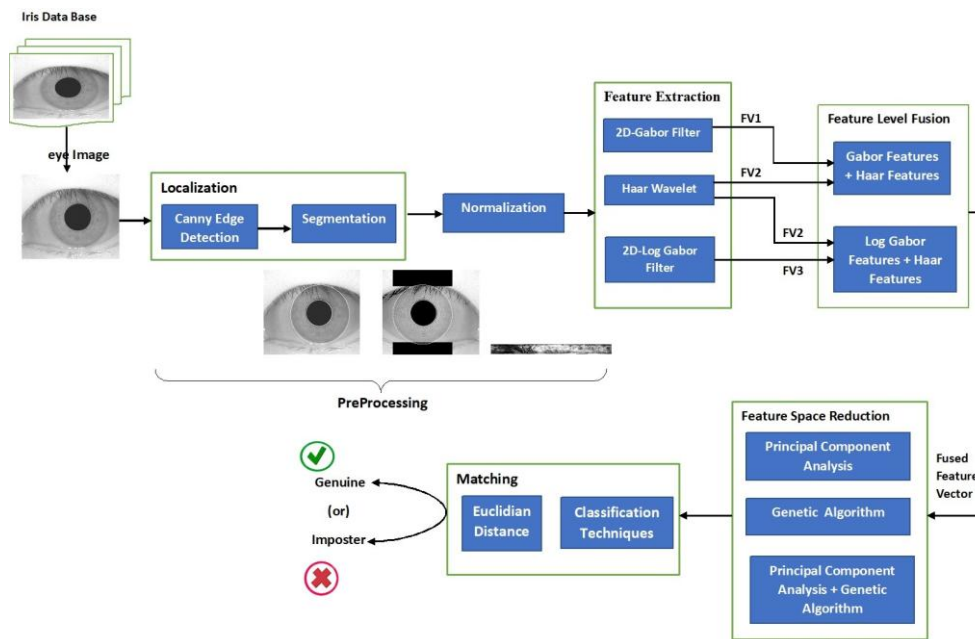 Iris Data Base
eye Image
Localization
Canny Edge
Detection
Segmentation
Normalization
Feature Extraction
2D-Gabor Filter
Haar Wavelet
2D-Log Gabor
Filter
FV1
FV2
FV2
FV3
Feature Level Fusion
Gabor Features
+ Haar Features
Log Gabor
Features + Haar
Features
PreProcessing
Feature Space Reduction
Principal Component
Analysis
Genetic Algorithm
Principal Component
Analysis + Genetic
Algorithm
Fused
Feature
Vector
Matching
Euclidian
Distance
Classification
Techniques
Genuine
(or)
Imposter